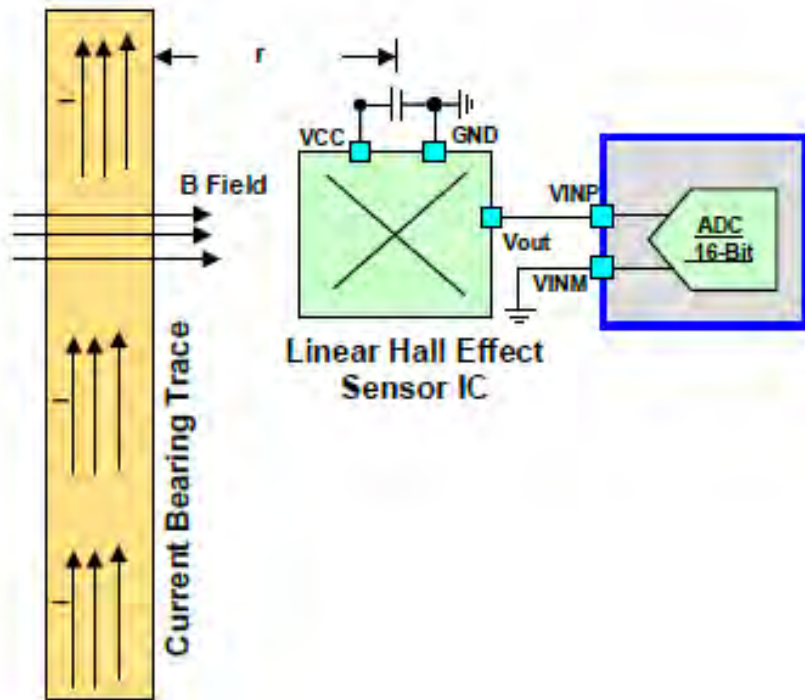 r
I
VCC
GND
B Field
VINP
Vout
ADC
16-Bit
VINM
Linear Hall Effect
Sensor IC
I
Current Bearing Trace
I